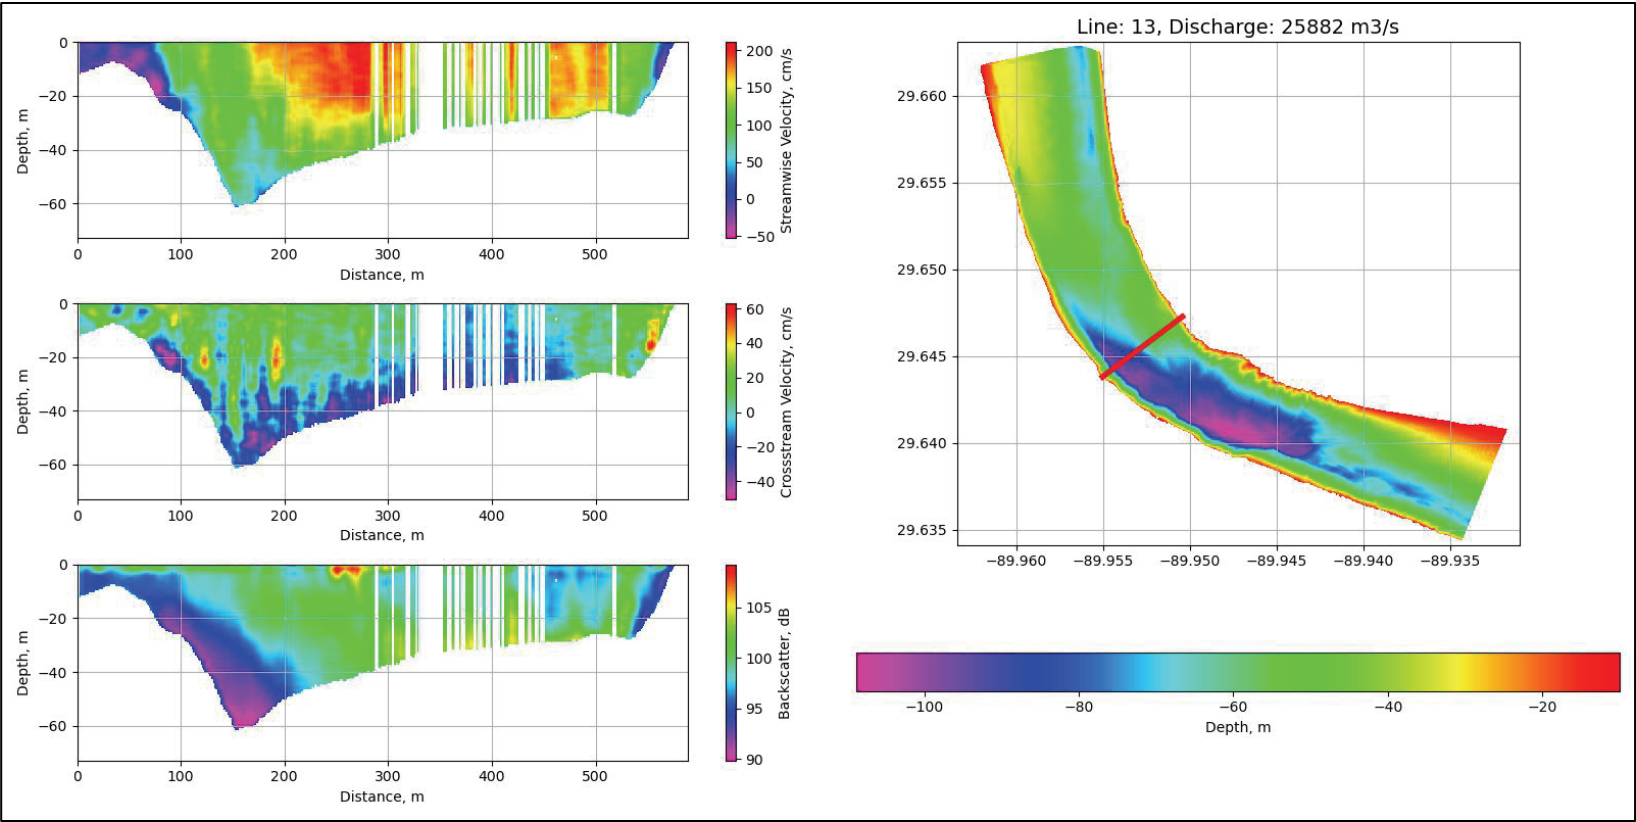 0
−20
−40
−60
Depth, m
0 100 200 300 400 500
Distance, m
200
150
100
50
0
−50
Streamwise Velocity, cm/s
0
−20
−40
−60
Depth, m
0 100 200 300 400 500
Distance, m
60
40
20
0
−20
−40
Crossstream Velocity, cm/s
0
−20
−40
−60
Depth, m
0 100 200 300 400 500
Distance, m
105
100
95
90
Backscatter, dB
Line: 13, Discharge: 25882 m3/s
29.660
29.655
29.650
29.645
29.640
29.635
−89.960 −89.955 −89.950 −89.945 −89.940 −89.935
−100 −80 −60 −40 −20
Depth, m